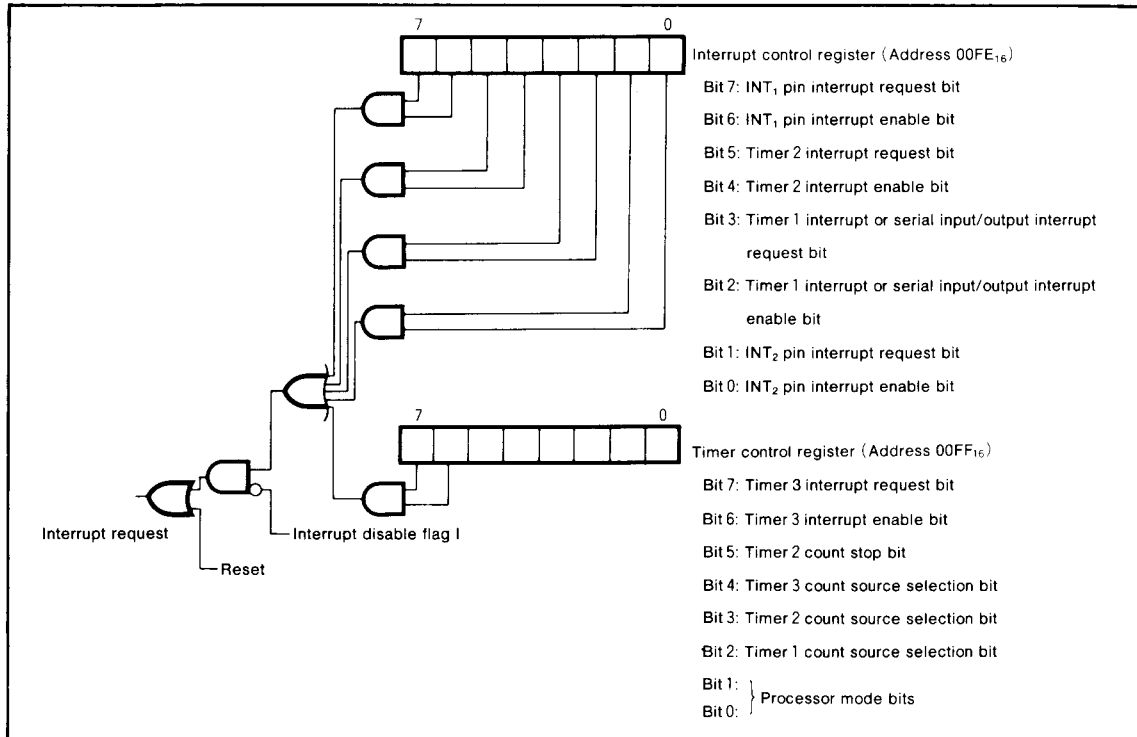 7 0
Interrupt control register (Address 00FE₁₆)
Bit 7: INT₁ pin interrupt request bit
Bit 6: INT₁ pin interrupt enable bit
Bit 5: Timer 2 interrupt request bit
Bit 4: Timer 2 interrupt enable bit
Bit 3: Timer 1 interrupt or serial input/output interrupt
request bit
Bit 2: Timer 1 interrupt or serial input/output interrupt
enable bit
Bit 1: INT₂ pin interrupt request bit
Bit 0: INT₂ pin interrupt enable bit
7 0
Timer control register (Address 00FF₁₆)
Bit 7: Timer 3 interrupt request bit
Bit 6: Timer 3 interrupt enable bit
Bit 5: Timer 2 count stop bit
Bit 4: Timer 3 count source selection bit
Bit 3: Timer 2 count source selection bit
Bit 2: Timer 1 count source selection bit
Bit 1:
Bit 0:
Processor mode bits
Interrupt request
Interrupt disable flag I
Reset